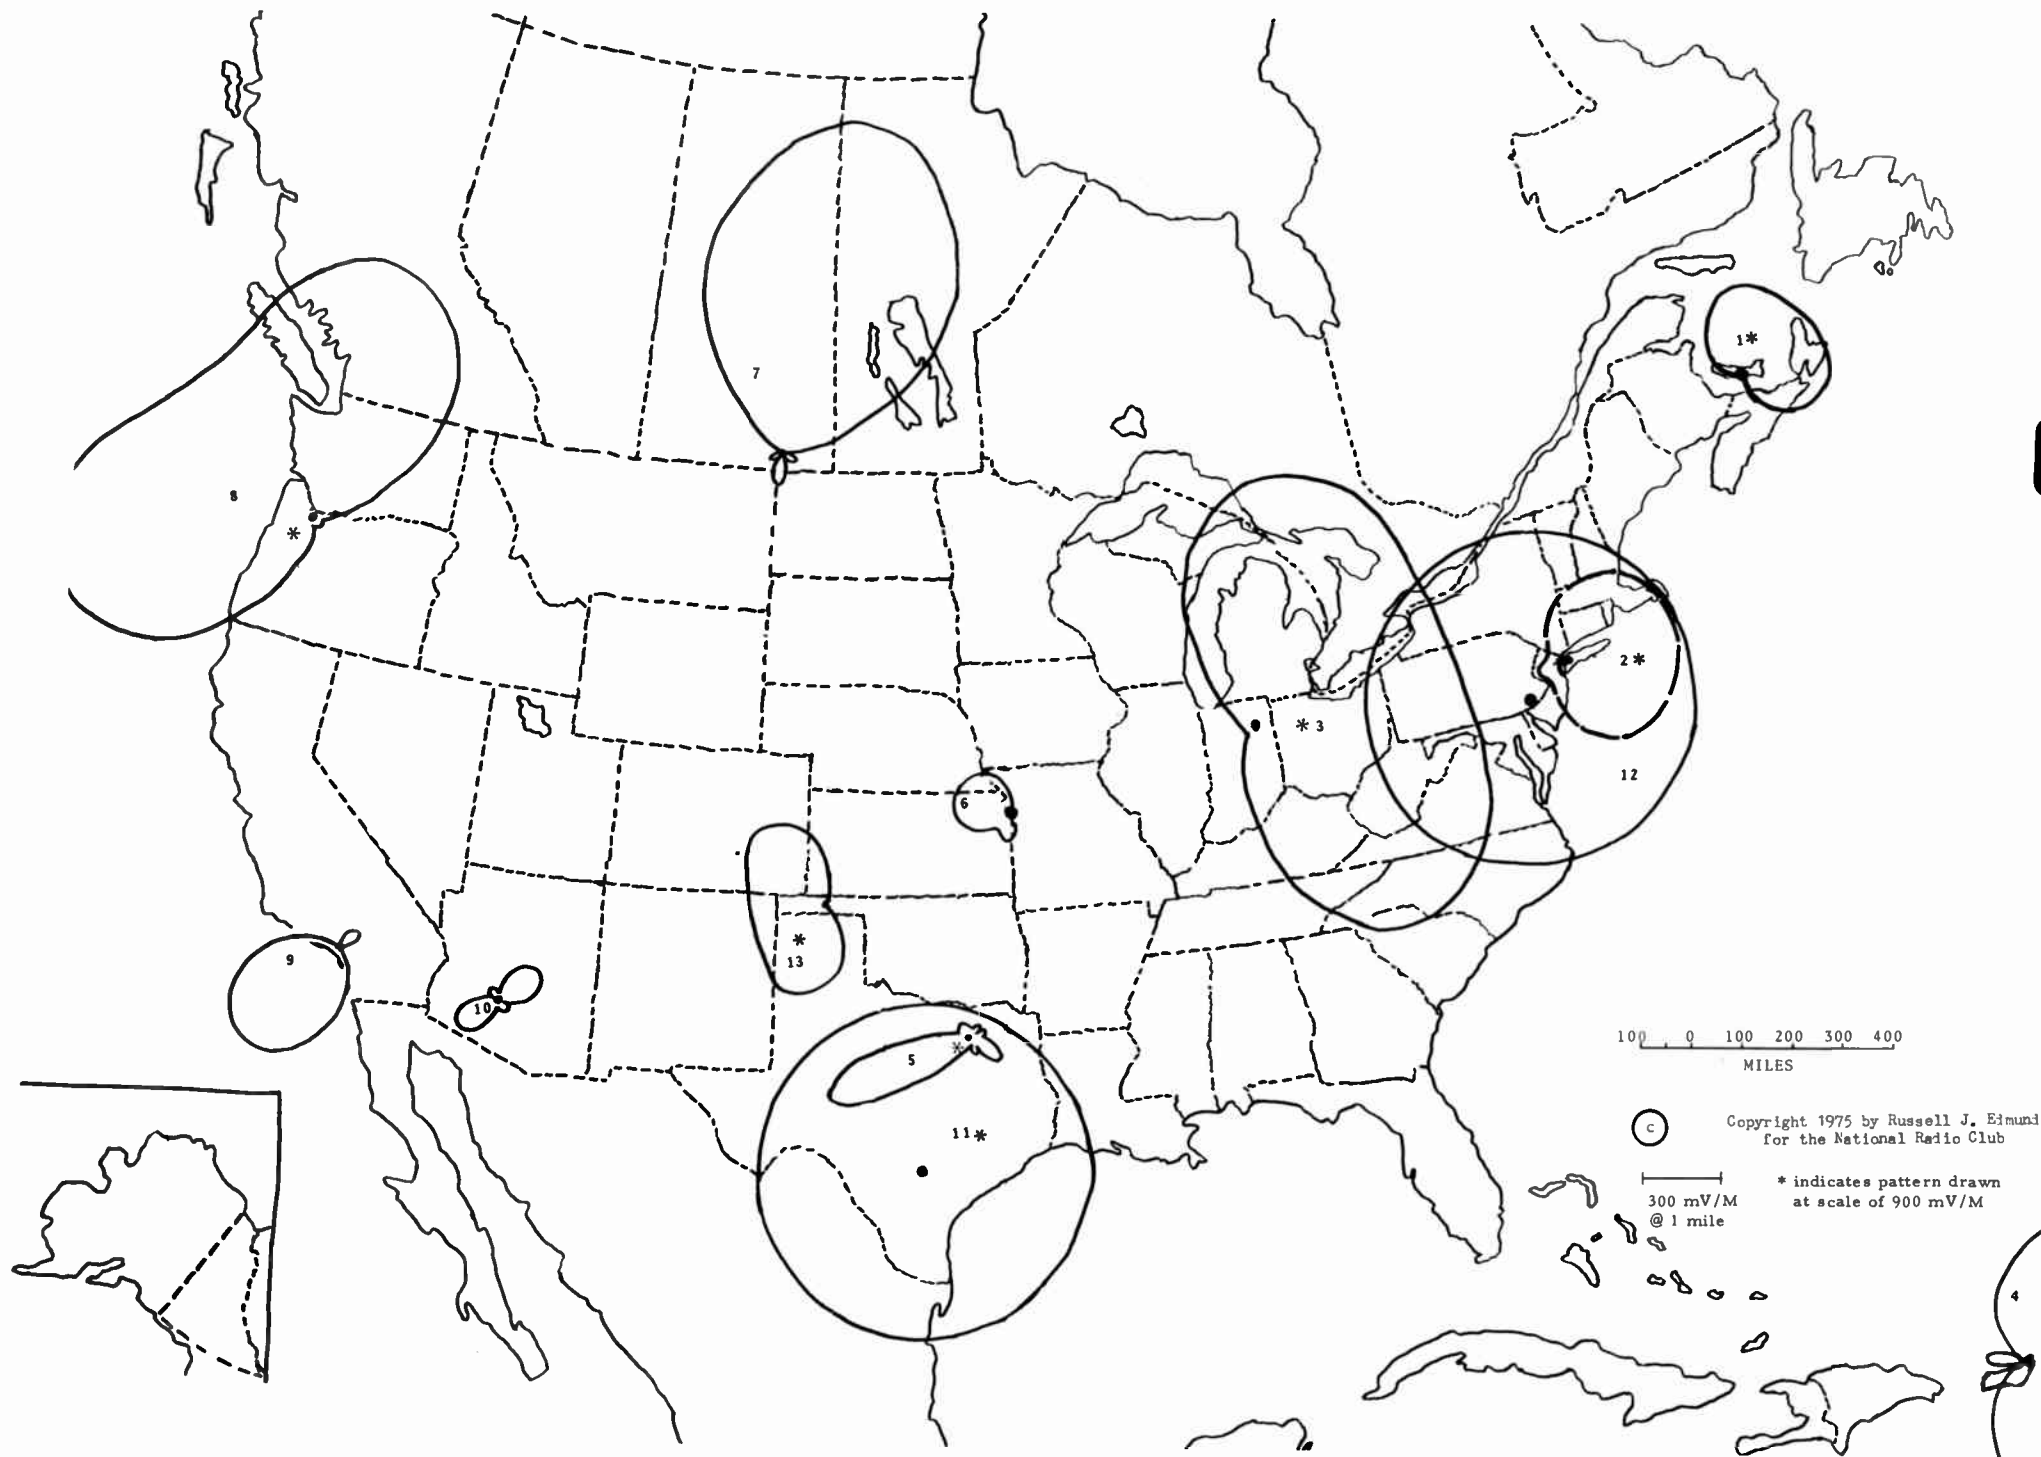 1*
7
8
*
2*
* 3
12
6
*
13
9
10
5
*
11*
100 0 100 200 300 400
MILES
c
Copyright 1975 by Russell J. Edmund
for the National Radio Club
300 mV/M
@ 1 mile
* indicates pattern drawn
at scale of 900 mV/M
4